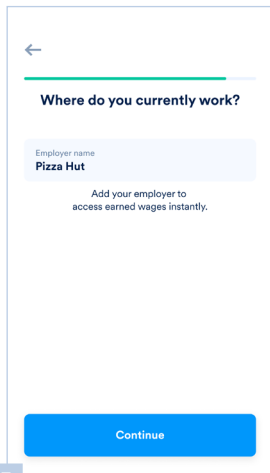 Where do you currently work?
Employer name
Pizza Hut
Add your employer to
access earned wages instantly.
Continue